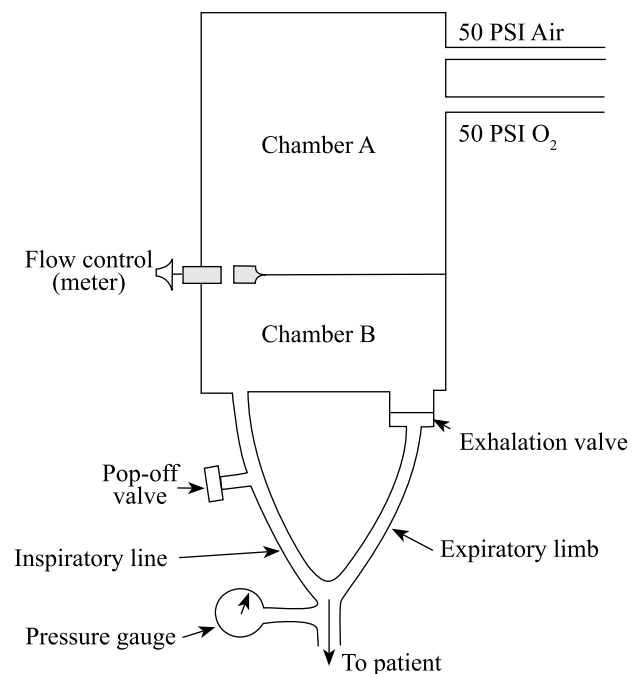 50 PSI Air
50 PSI O₂
Chamber A
Flow control
(meter)
Chamber B
Exhalation valve
Pop-off
valve
Expiratory limb
Inspiratory line
Pressure gauge
To patient